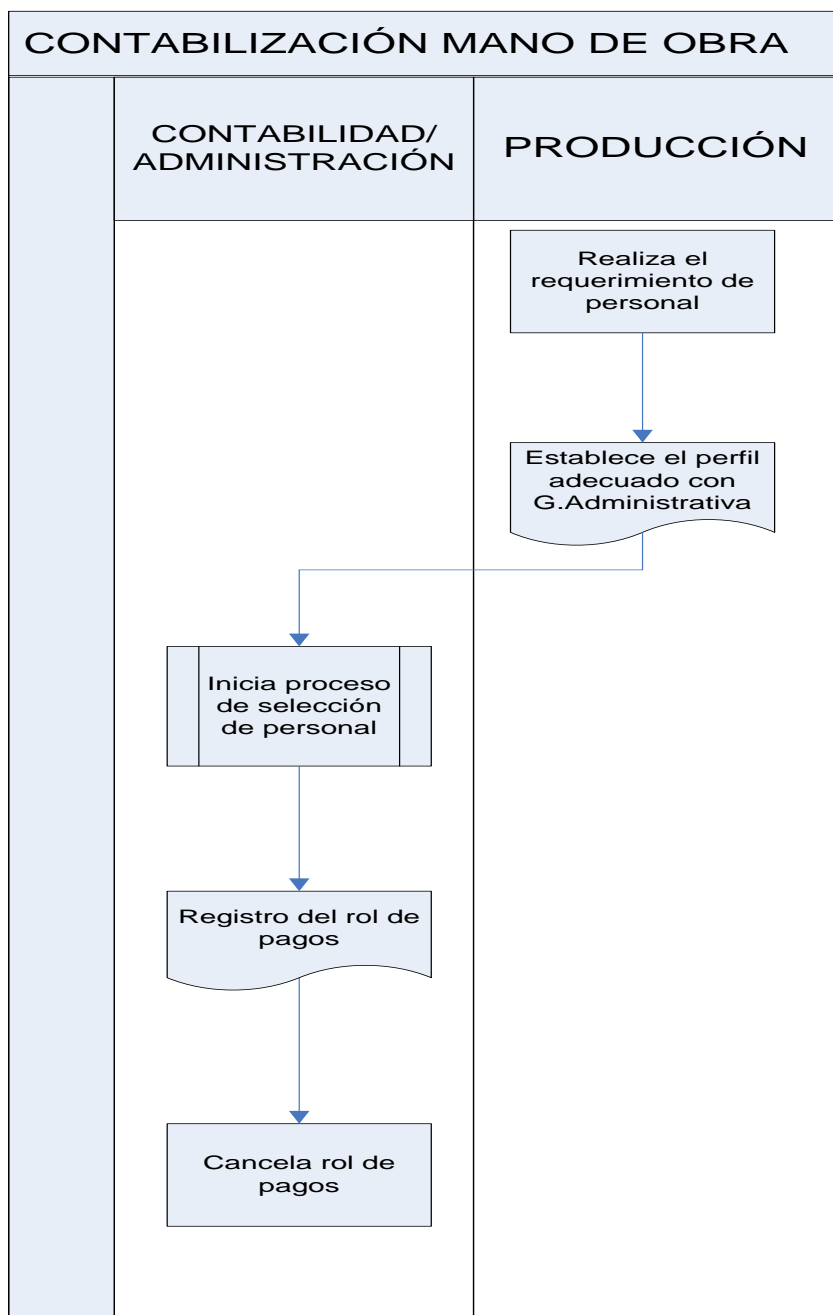 CONTABILIZACIÓN MANO DE OBRA
CONTABILIDAD/
ADMINISTRACIÓN
PRODUCCIÓN
Realiza el
requerimiento de
personal
Establece el perfil
adecuado con
G.Administrativa
Inicia proceso
de selección
de personal
Registro del rol de
pagos
Cancela rol de
pagos